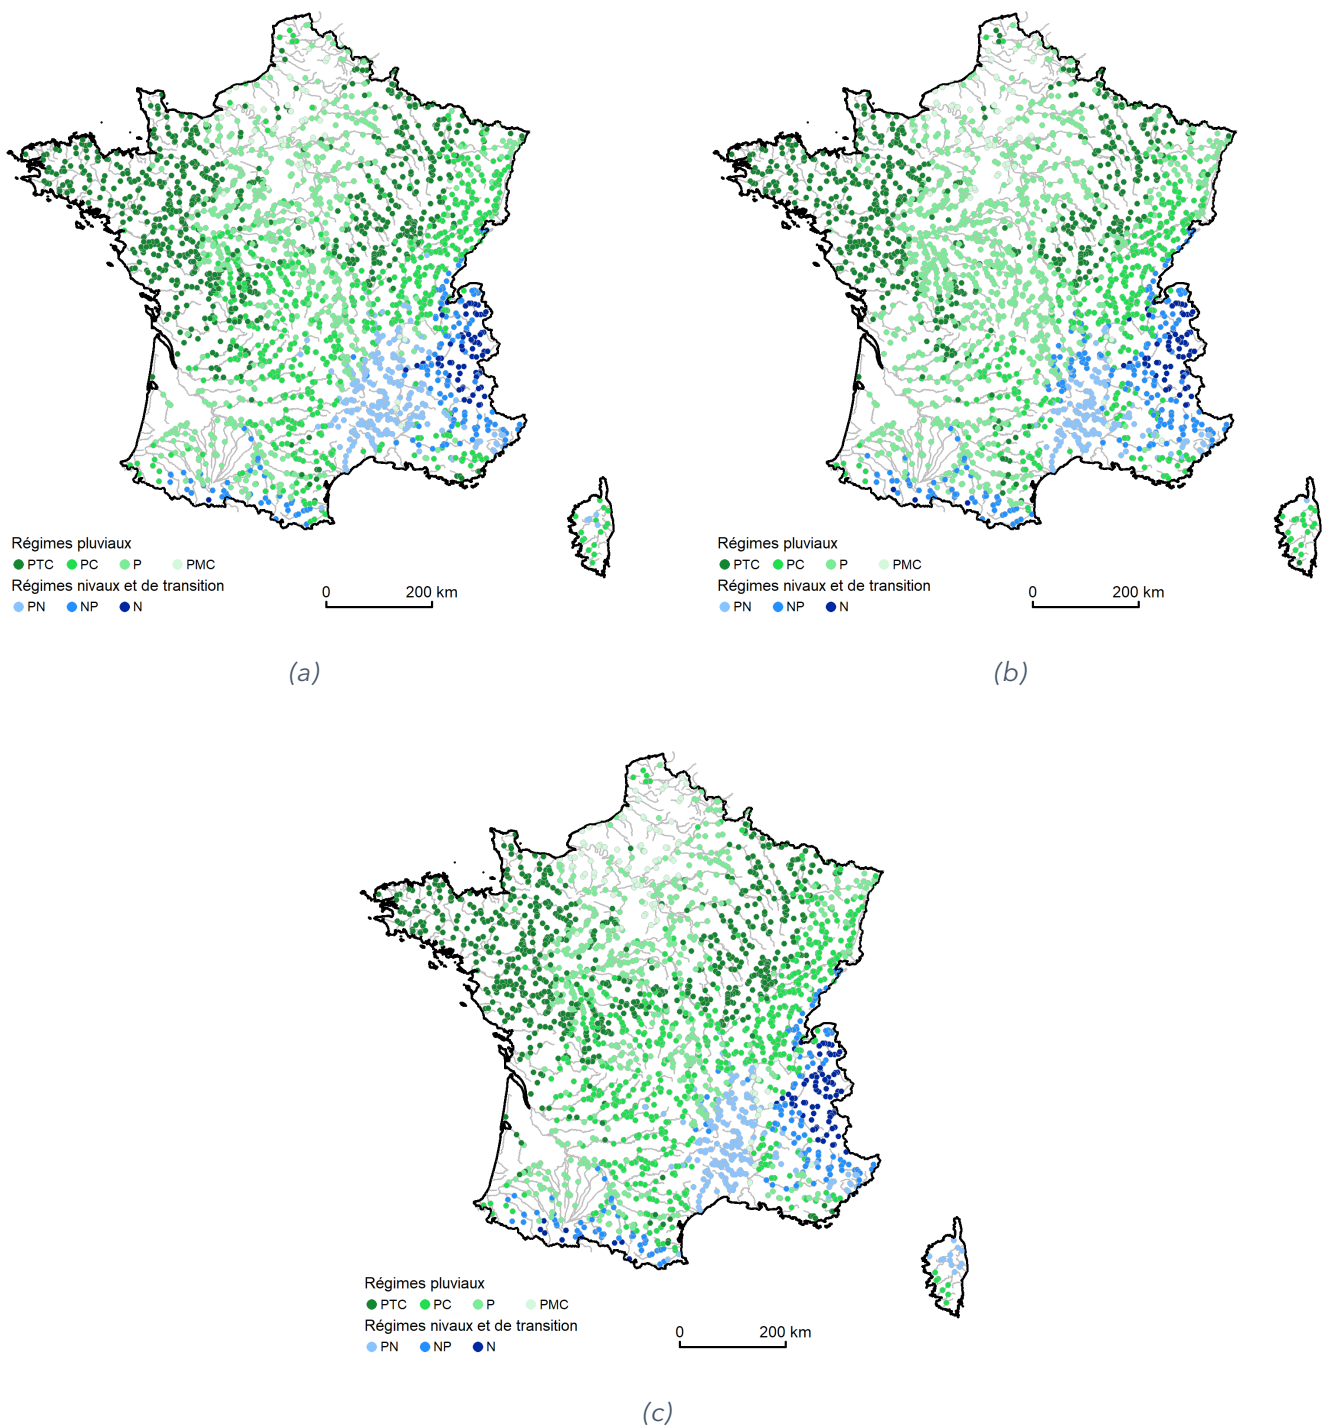 Régimes pluviaux
PTC PC P PMC
Régimes nivaux et de transition
PN NP N
0 200 km
(a)
Régimes pluviaux
PTC PC P PMC
Régimes nivaux et de transition
PN NP N
0 200 km
(b)
Régimes pluviaux
PTC PC P PMC
Régimes nivaux et de transition
PN NP N
0 200 km
(c)